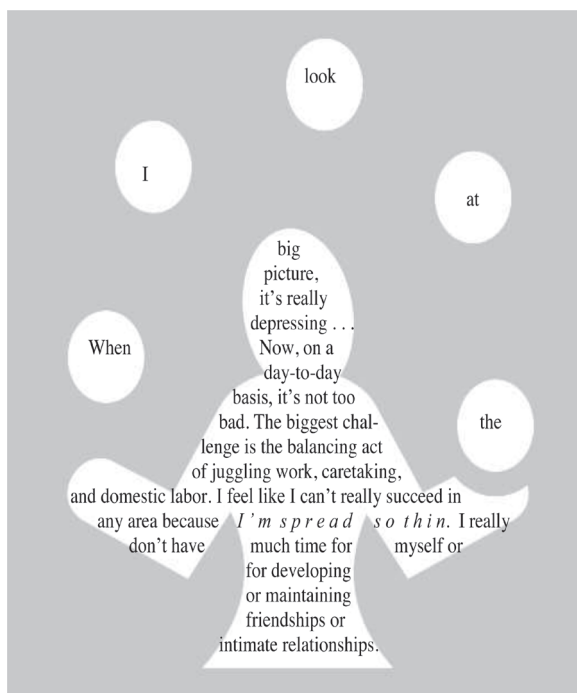 When
I
look
at
the
big
picture,
it's really
depressing . . .
Now, on a
day-to-day
basis, it's not too
bad. The biggest chal-
lenge is the balancing act
of juggling work, caretaking,
and domestic labor. I feel like I can't really succeed in
any area because I'm spread so thin. I really
don't have much time for myself or
for developing
or maintaining
friendships or
intimate relationships.